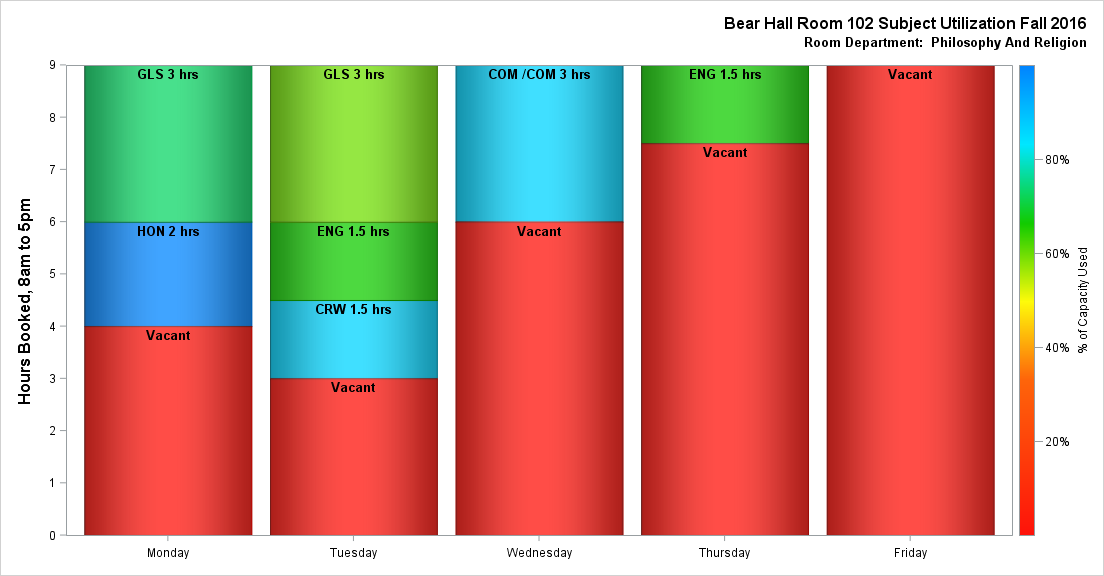 Bear Hall Room 102 Subject Utilization Fall 2016
Room Department:  Philosophy And Religion
Hours Booked, 8am to 5pm
9
8
7
6
5
4
3
2
1
0
GLS 3 hrs
HON 2 hrs
Vacant
GLS 3 hrs
ENG 1.5 hrs
CRW 1.5 hrs
Vacant
COM /COM 3 hrs
Vacant
ENG 1.5 hrs
Vacant
Vacant
Monday
Tuesday
Wednesday
Thursday
Friday
80%
60%
40%
20%
% of Capacity Used